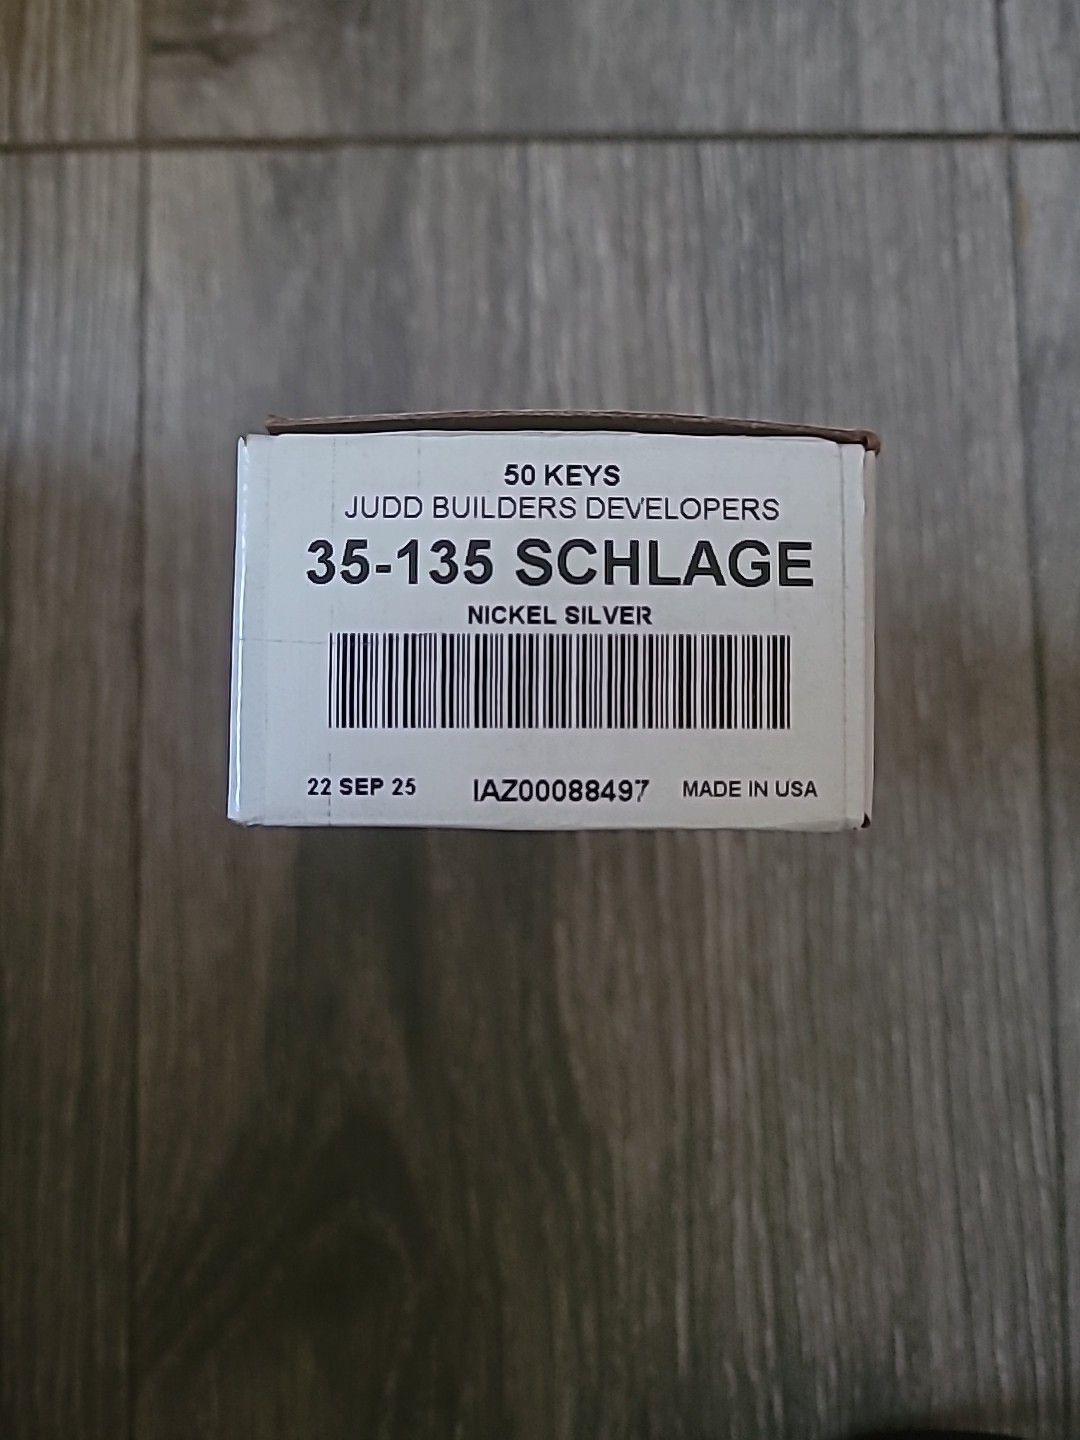 50 KEYS
JUDD BUILDERS DEVELOPERS
35-135 SCHLAGE
NICKEL SILVER
22 SEP 25 IAZ00088497 MADE IN USA